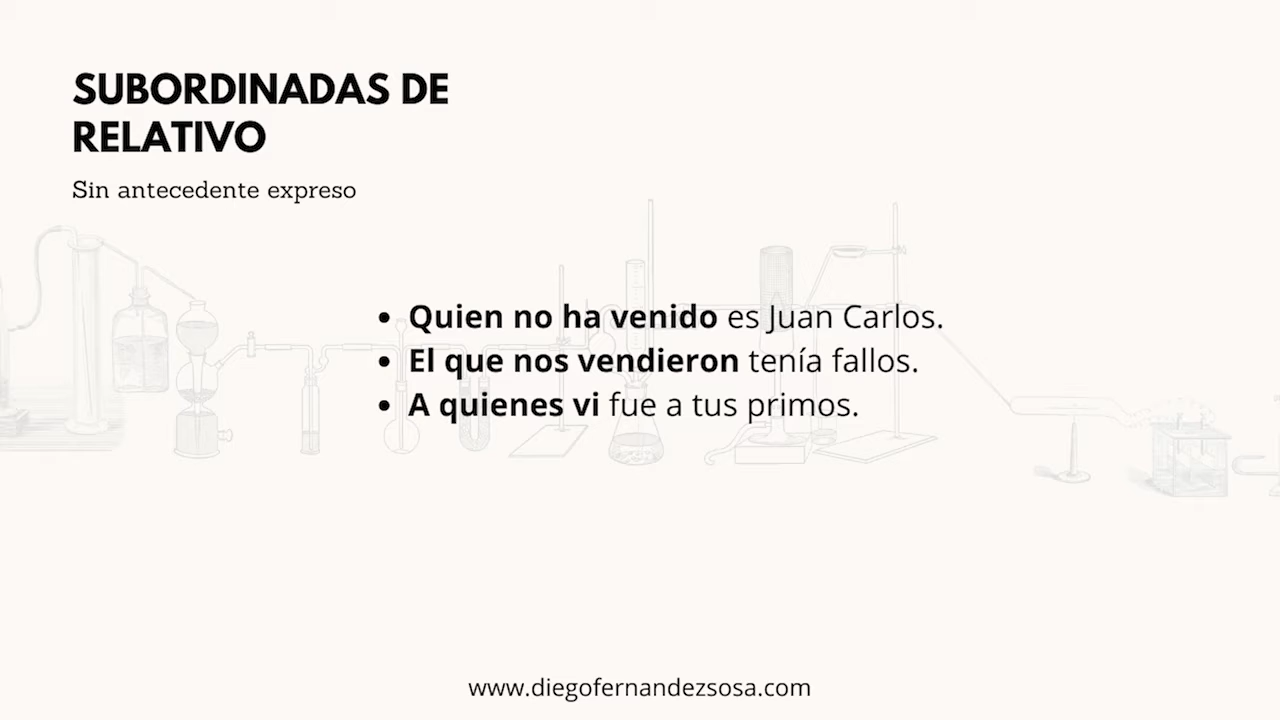 SUBORDINADAS DE
RELATIVO
Sin antecedente expreso
• Quien no ha venido es Juan Carlos.
• El que nos vendieron tenía fallos.
• A quienes vi fue a tus primos.
www.diegofernandezsosa.com